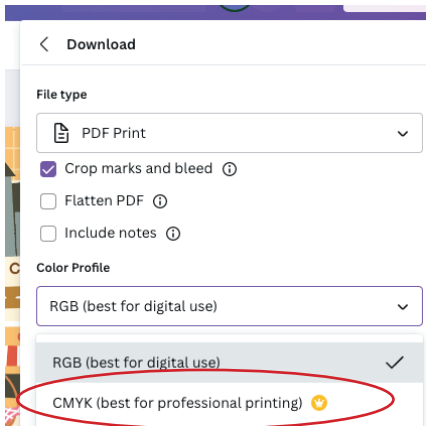 Download
File type
PDF Print
Crop marks and bleed
Flatten PDF
Include notes
Color Profile
RGB (best for digital use)
RGB (best for digital use)
CMYK (best for professional printing)